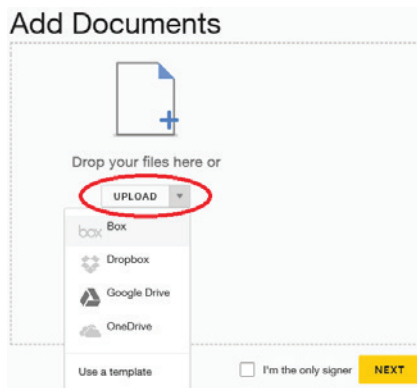 Add Documents
Drop your files here or
UPLOAD
box Box
Dropbox
Google Drive
OneDrive
Use a template
I'm the only signer
NEXT